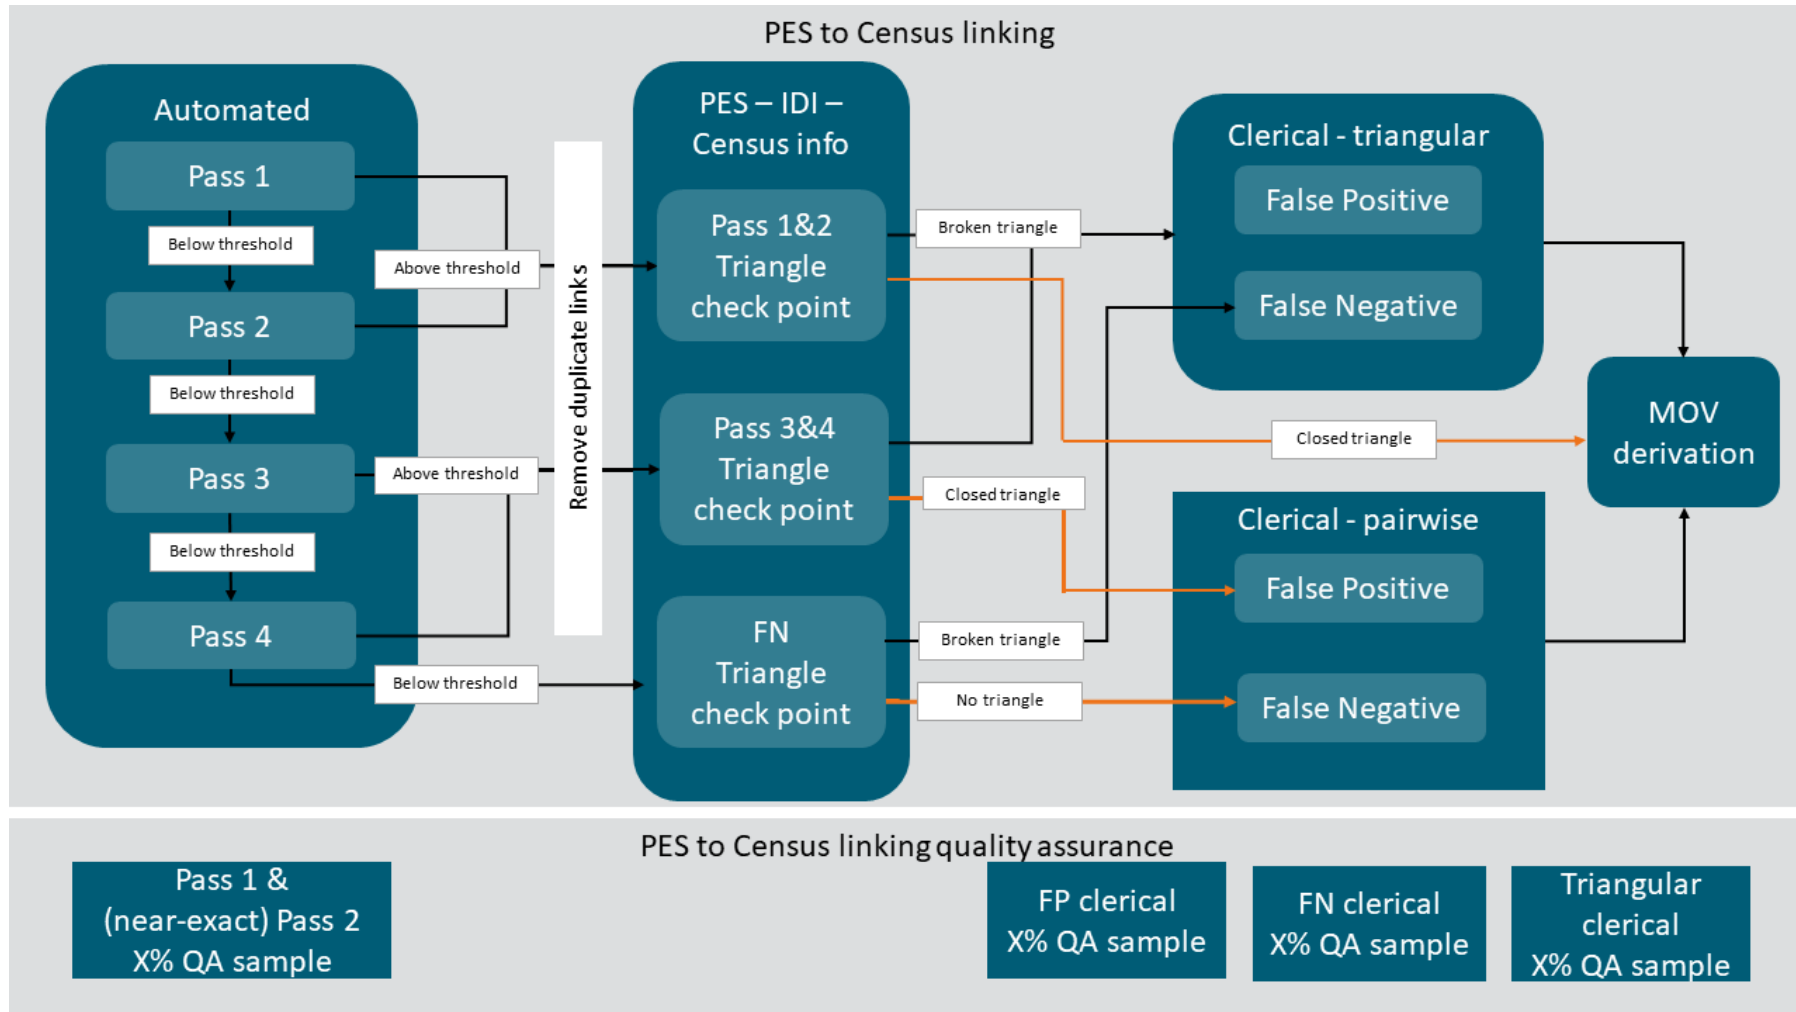 PES to Census linking
Automated
Pass 1
Below threshold
Pass 2
Below threshold
Pass 3
Below threshold
Pass 4
Above threshold
Above threshold
Below threshold
Remove duplicate links
PES – IDI –
Census info
Pass 1&2
Triangle
check point
Pass 3&4
Triangle
check point
FN
Triangle
check point
Broken triangle
Closed triangle
Broken triangle
No triangle
Clerical - triangular
False Positive
False Negative
Closed triangle
Clerical - pairwise
False Positive
False Negative
MOV
derivation
PES to Census linking quality assurance
Pass 1 &
(near-exact) Pass 2
X% QA sample
FP clerical
X% QA sample
FN clerical
X% QA sample
Triangular
clerical
X% QA sample